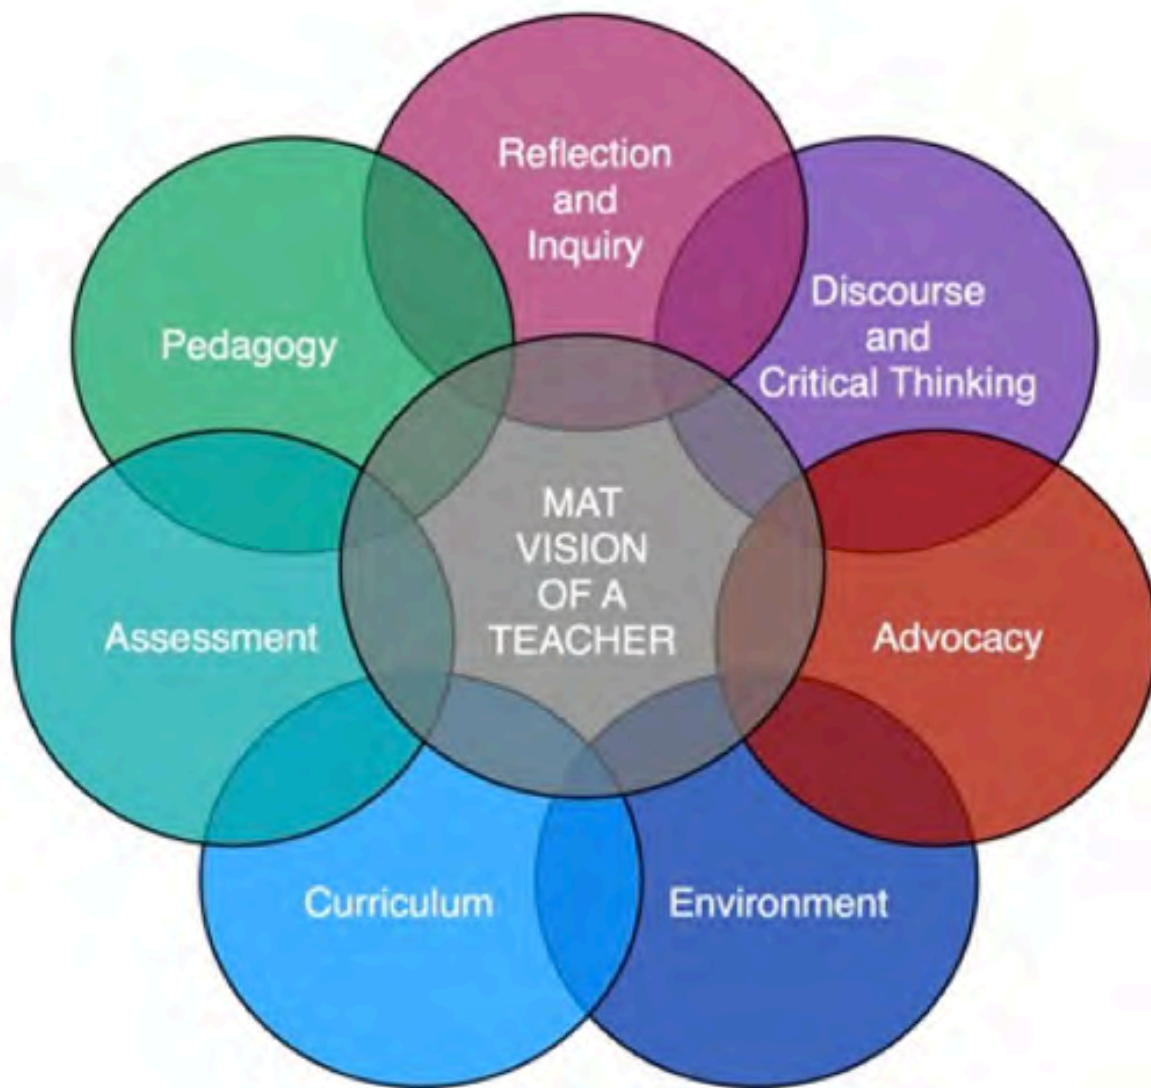 Reflection
and
Inquiry
Discourse
and
Critical Thinking
Pedagogy
MAT
VISION
OF A
TEACHER
Assessment
Advocacy
Curriculum
Environment